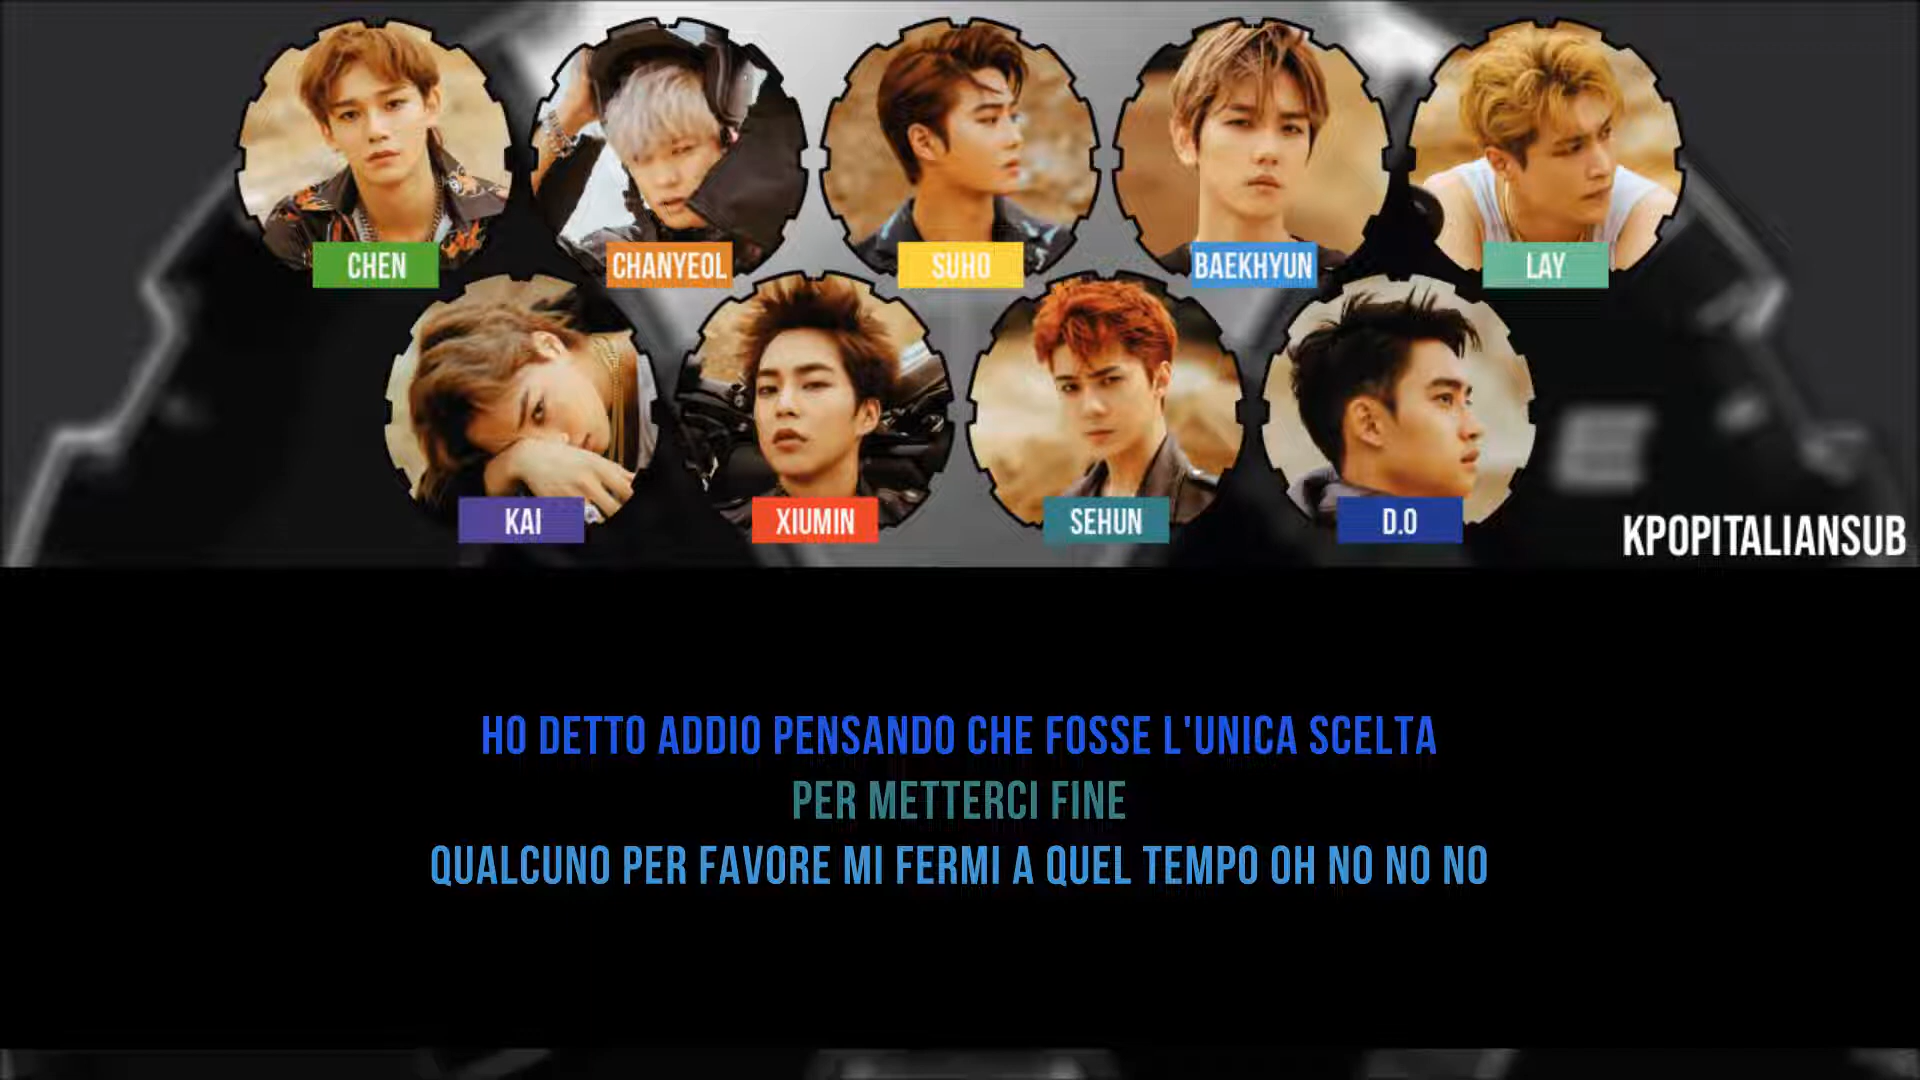 CHEN
CHANYEOL
SUHO
BAEKHYUN
LAY
KAI
XIUMIN
SEHUN
D.O
KPOPITALIANSUB
HO DETTO ADDIO PENSANDO CHE FOSSE L'UNICA SCELTA
PER METTERCI FINE
QUALCUNO PER FAVORE MI FERMI A QUEL TEMPO OH NO NO NO